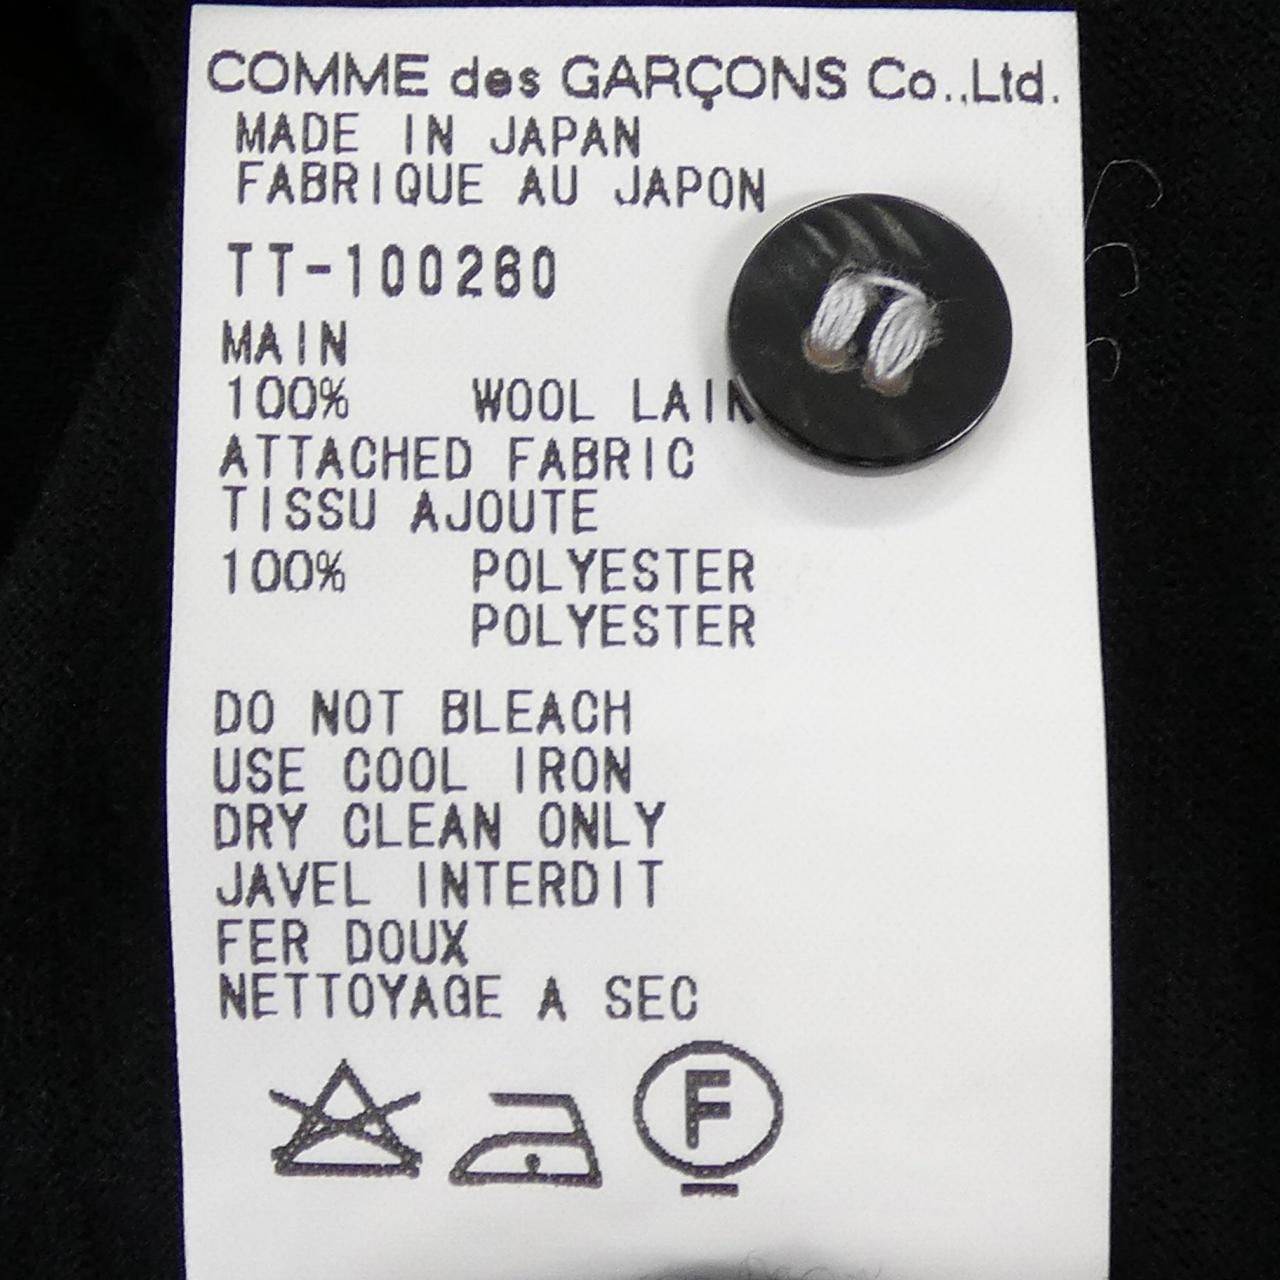 COMME des GARÇONS Co.,Ltd.
MADE IN JAPAN
FABRIQUE AU JAPON
TT-100260
MAIN
100% WOOL
ATTACHED FABRIC
TISSU AJOUTE
100% POLYESTER
POLYESTER
DO NOT BLEACH
USE COOL IRON
DRY CLEAN ONLY
JAVEL INTERDIT
FER DOUX
NETTOYAGE A SEC
F